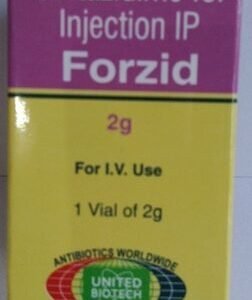 Injection IP
Forzid
2g
For I.V. Use
1 Vial of 2g
ANTIBIOTICS WORLDWIDE
UNITED
BIOTECH